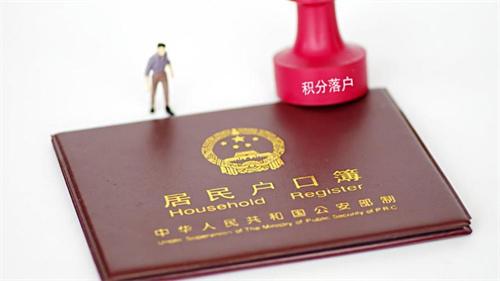 积分落户
居民户口簿
Household Register
中华人民共和国公安部制
Under Supervision of The Ministry of Public Security of P.R.C